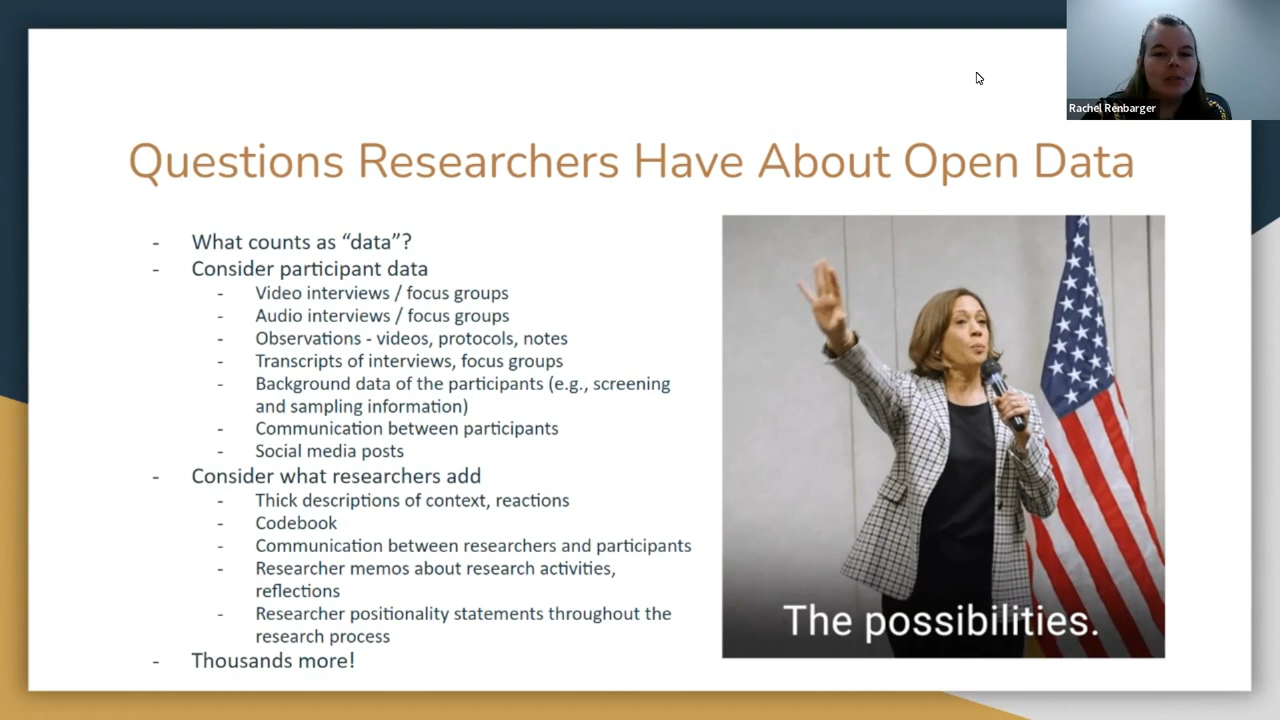 Rachel Renbarger
Questions Researchers Have About Open Data
- What counts as “data”?
- Consider participant data
- Video interviews / focus groups
- Audio interviews / focus groups
- Observations - videos, protocols, notes
- Transcripts of interviews, focus groups
- Background data of the participants (e.g., screening
and sampling information)
- Communication between participants
- Social media posts
- Consider what researchers add
- Thick descriptions of context, reactions
- Codebook
- Communication between researchers and participants
- Researcher memos about research activities,
reflections
- Researcher positionality statements throughout the
research process
- Thousands more!
The possibilities.